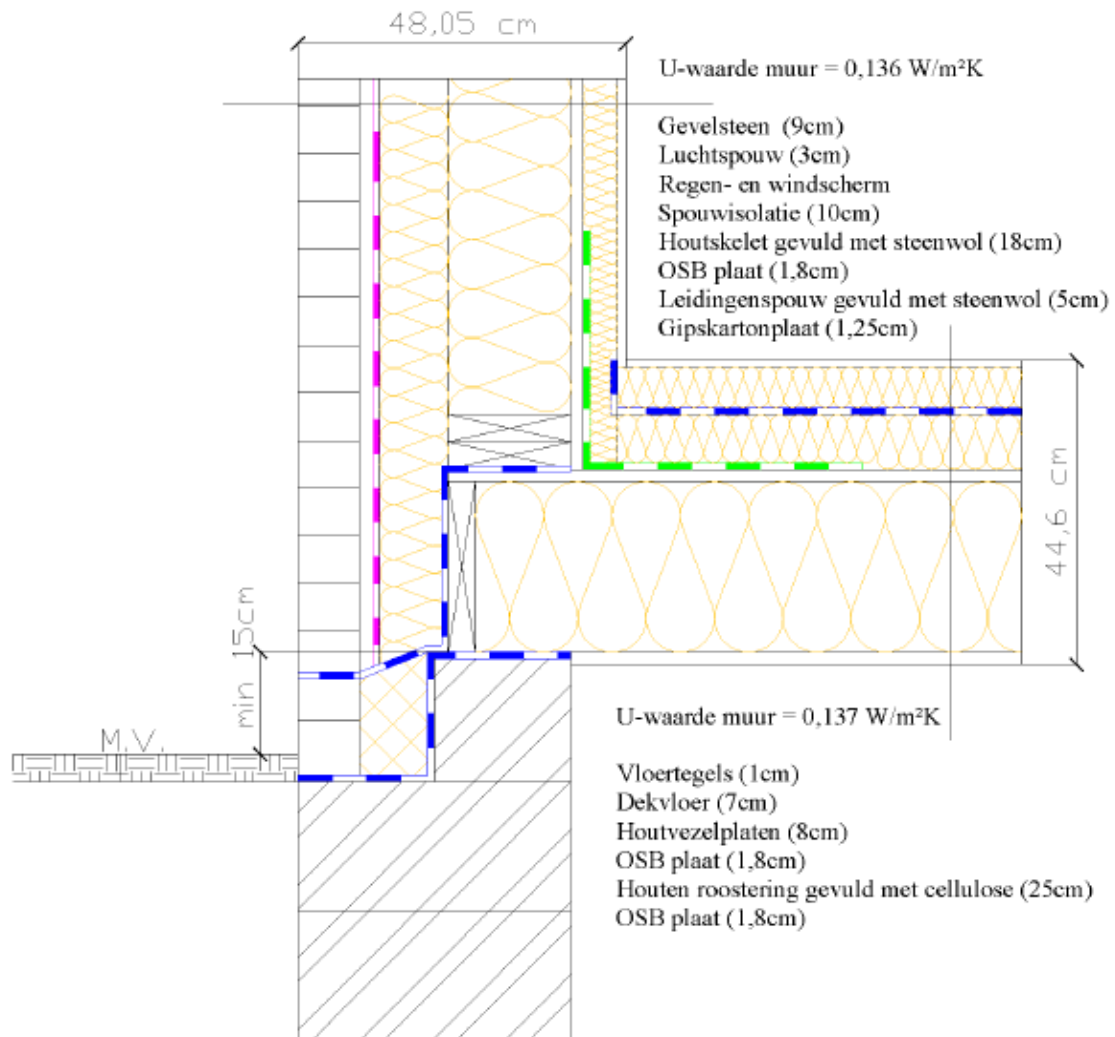 48,05 cm
U-waarde muur = 0,136 W/m²K
Gevelsteen (9cm)
Luchtspouw (3cm)
Regen- en windscherm
Spouwisolatie (10cm)
Houtskelet gevuld met steenwol (18cm)
OSB plaat (1,8cm)
Leidingenspouw gevuld met steenwol (5cm)
Gipskartonplaat (1,25cm)
44,6 cm
min 15cm
M.V.
U-waarde muur = 0,137 W/m²K
Vloertegels (1cm)
Dekvloer (7cm)
Houtvezelplaten (8cm)
OSB plaat (1,8cm)
Houten roostering gevuld met cellulose (25cm)
OSB plaat (1,8cm)